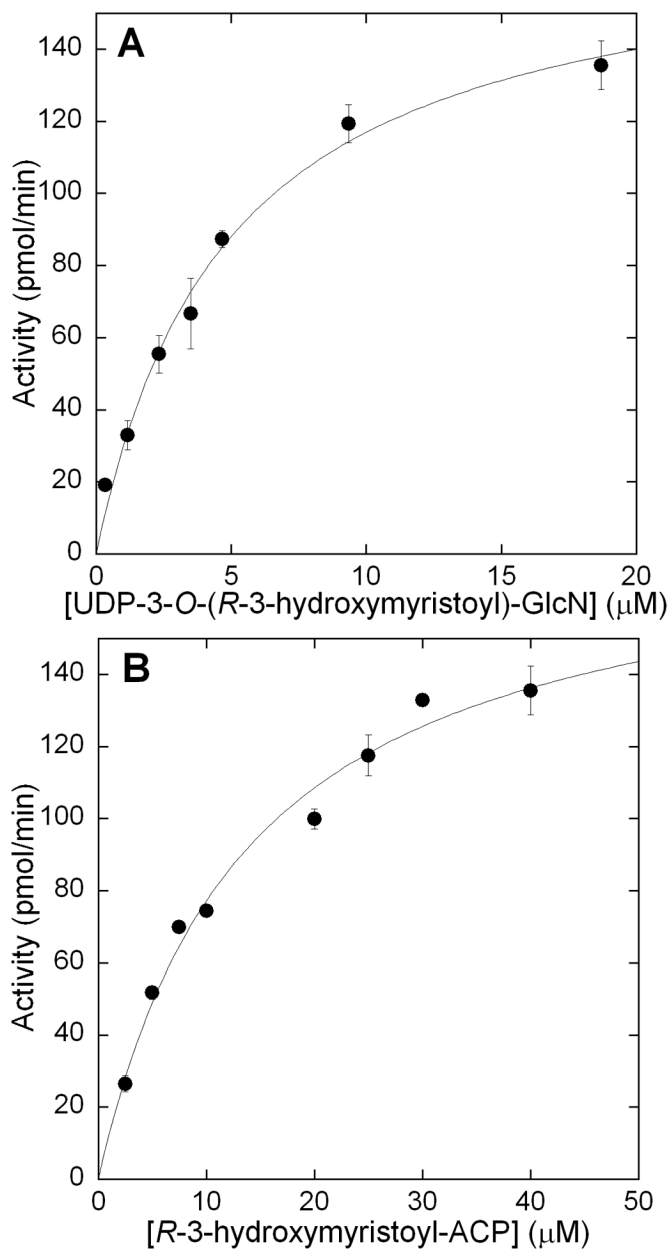 A
140
120
100
80
60
40
20
0
Activity (pmol/min)
0 5 10 15 20
[UDP-3-O-(R-3-hydroxymyristoyl)-GlcN] (μM)
B
140
120
100
80
60
40
20
0
Activity (pmol/min)
0 10 20 30 40 50
[R-3-hydroxymyristoyl-ACP] (μM)